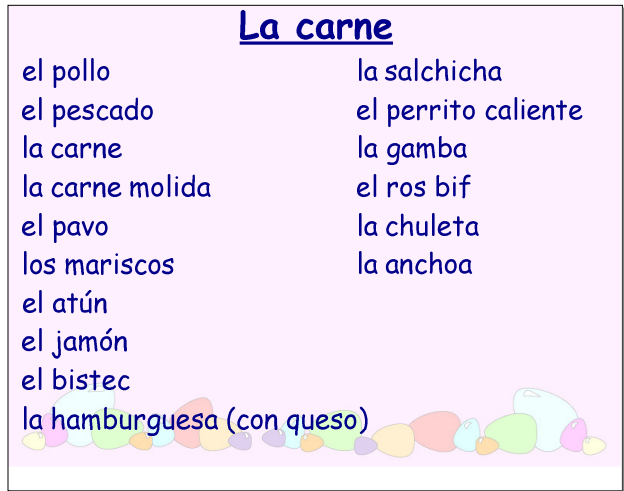 La carne
el pollo
el pescado
la carne
la carne molida
el pavo
los mariscos
el atún
el jamón
el bistec
la hamburguesa (con queso)
la salchicha
el perrito caliente
la gamba
el ros bif
la chuleta
la anchoa